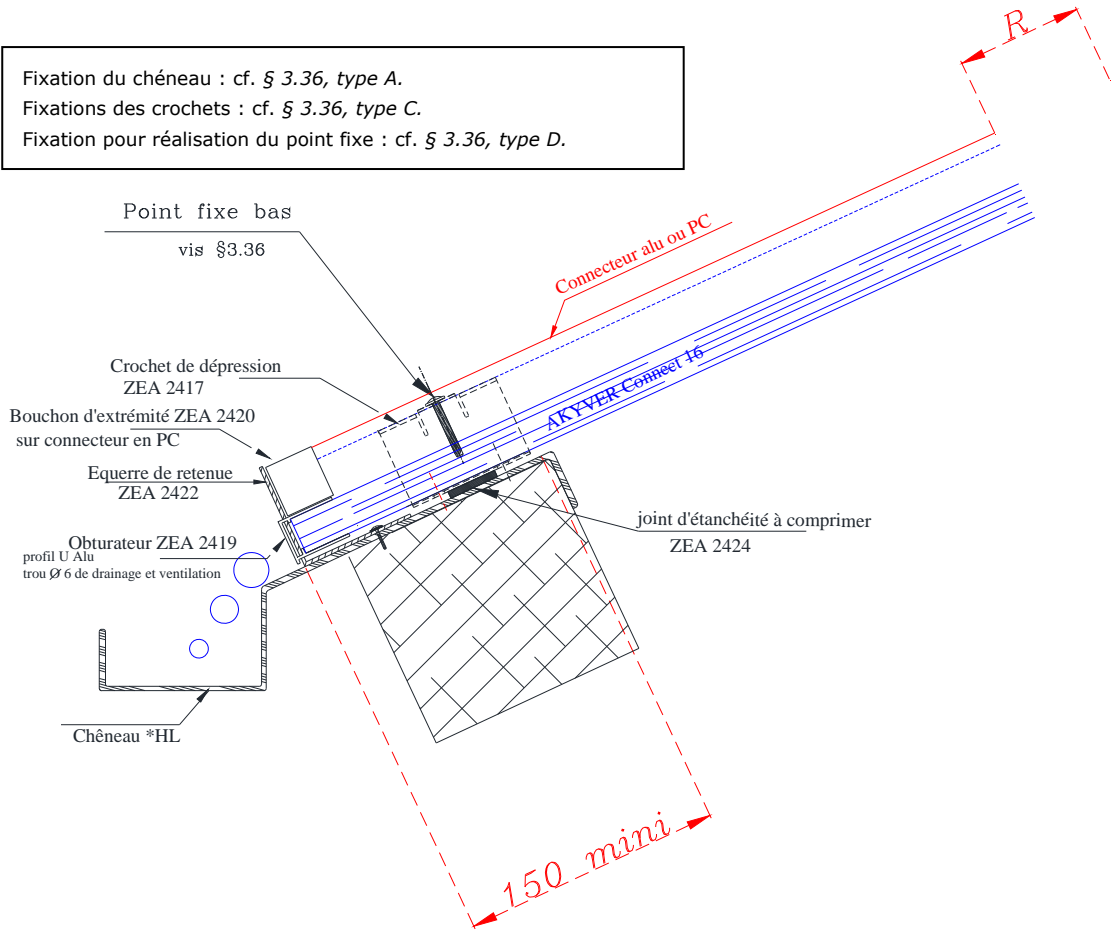 R
Fixation du chéneau : cf. § 3.36, type A.
Fixations des crochets : cf. § 3.36, type C.
Fixation pour réalisation du point fixe : cf. § 3.36, type D.
Point fixe bas
vis §3.36
Connecteur alu ou PC
Crochet de dépression
ZEA 2417
AKYVER Connect 16
Bouchon d'extrémité ZEA 2420
sur connecteur en PC
Equerre de retenue
ZEA 2422
joint d'étanchéité à comprimer
ZEA 2424
Obturateur ZEA 2419
profil U Alu
trou Ø 6 de drainage et ventilation
Chêneau *HL
150 mini